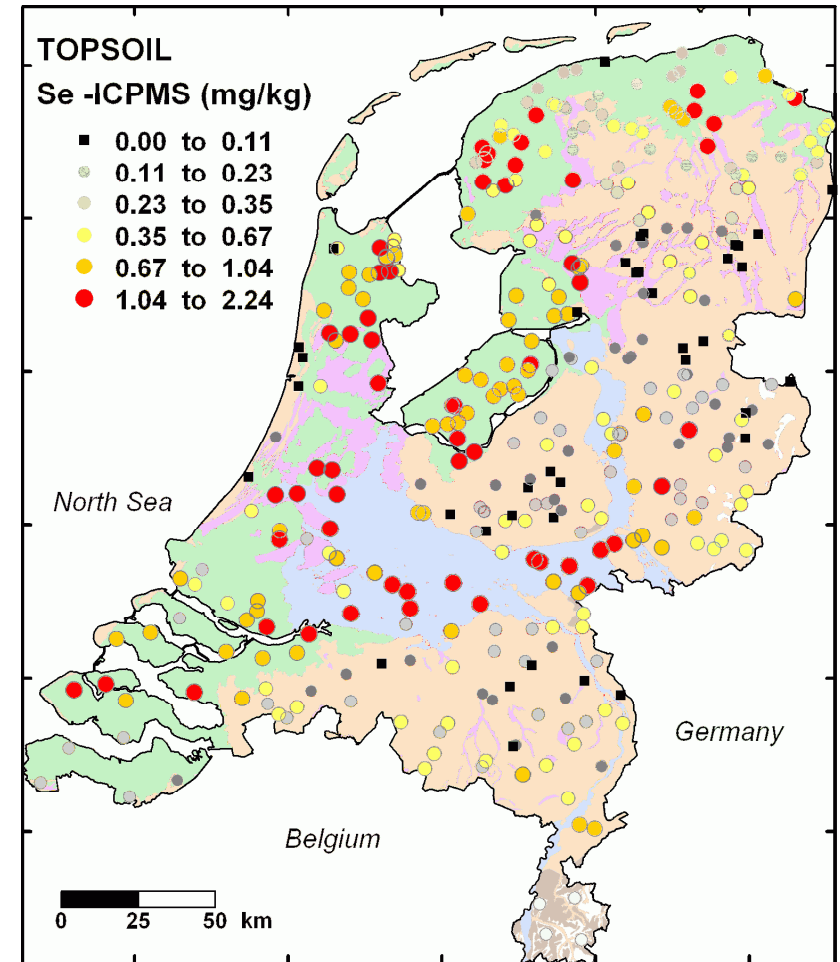 TOPSOIL
Se -ICPMS (mg/kg)
0.00 to 0.11
0.11 to 0.23
0.23 to 0.35
0.35 to 0.67
0.67 to 1.04
1.04 to 2.24
North Sea
Germany
Belgium
0 25 50 km